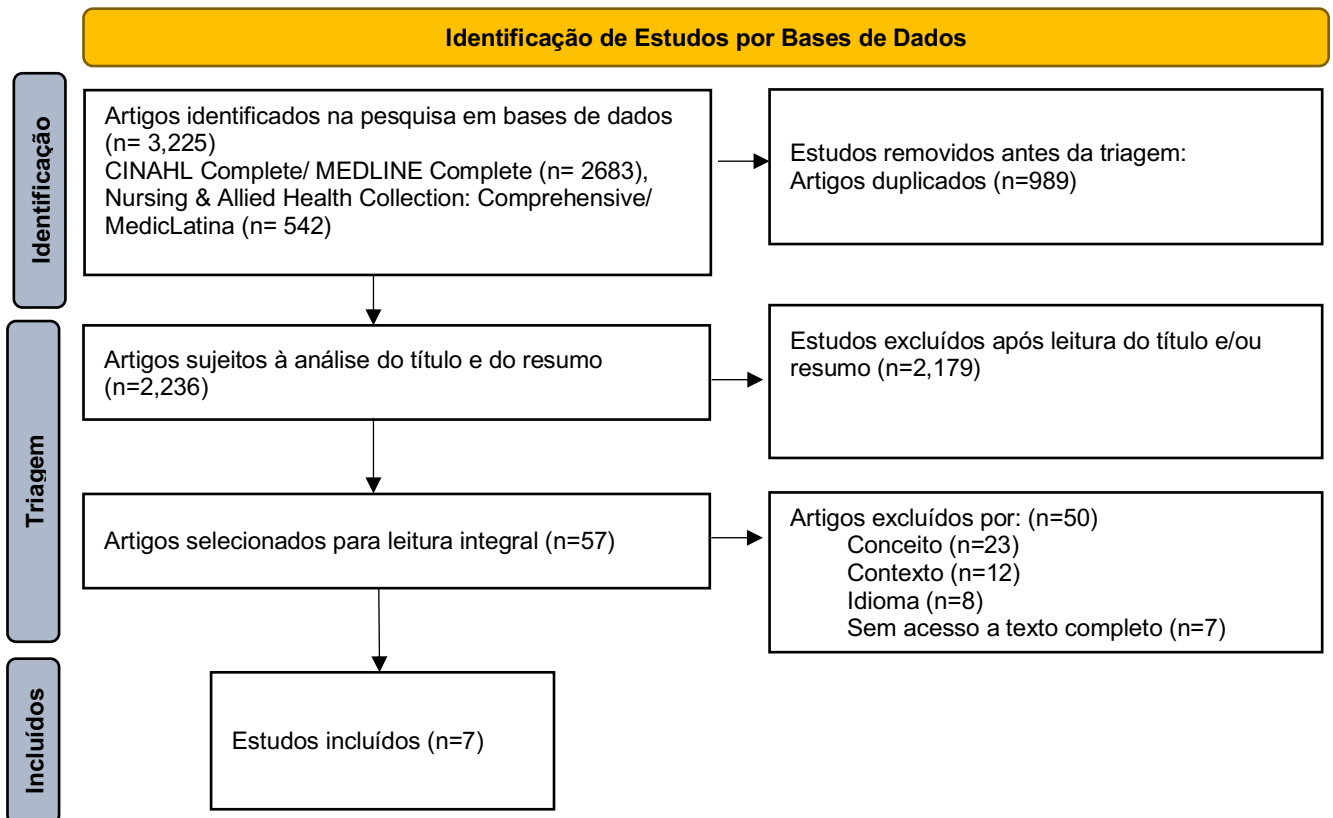 Identificação de Estudos por Bases de Dados
Identificação
Artigos identificados na pesquisa em bases de dados
(n= 3,225)
CINAHL Complete/ MEDLINE Complete (n= 2683),
Nursing & Allied Health Collection: Comprehensive/
MedicLatina (n= 542)
Estudos removidos antes da triagem:
Artigos duplicados (n=989)
Triagem
Artigos sujeitos à análise do título e do resumo
(n=2,236)
Estudos excluídos após leitura do título e/ou
resumo (n=2,179)
Artigos selecionados para leitura integral (n=57)
Artigos excluídos por: (n=50)
Conceito (n=23)
Contexto (n=12)
Idioma (n=8)
Sem acesso a texto completo (n=7)
Incluídos
Estudos incluídos (n=7)